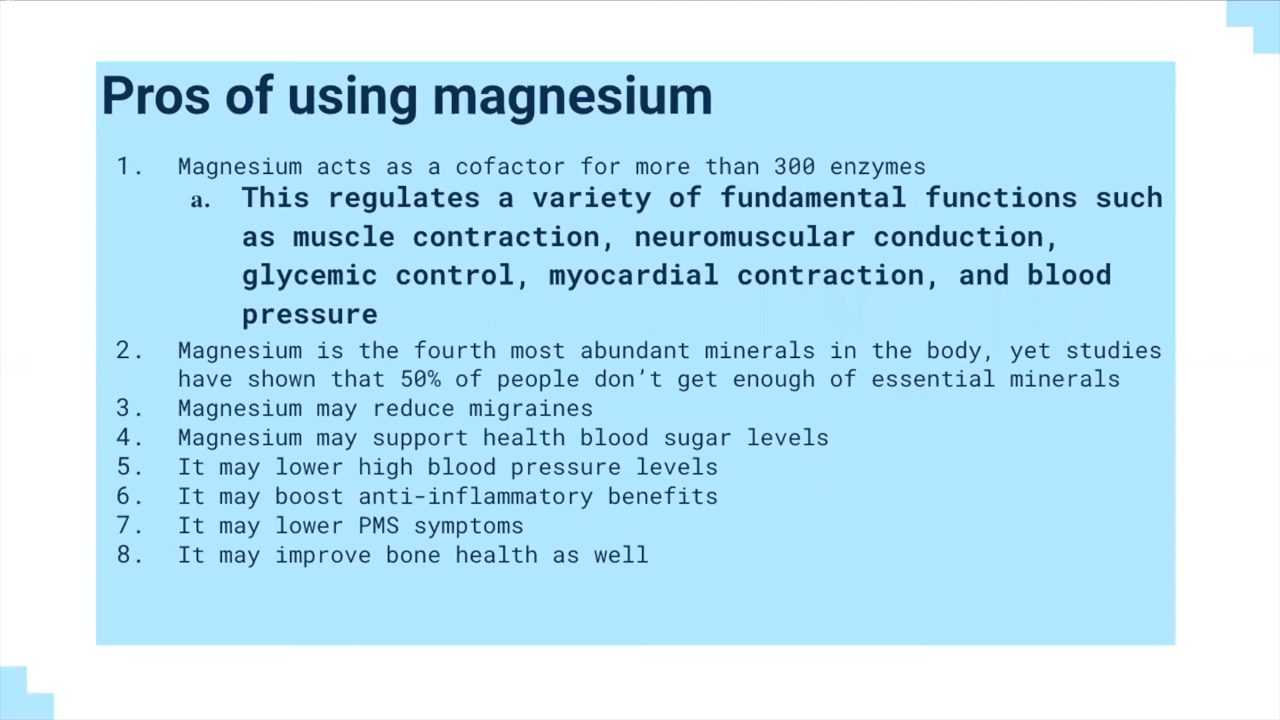 Pros of using magnesium
1. Magnesium acts as a cofactor for more than 300 enzymes
a. This regulates a variety of fundamental functions such
as muscle contraction, neuromuscular conduction,
glycemic control, myocardial contraction, and blood
pressure
2. Magnesium is the fourth most abundant minerals in the body, yet studies
have shown that 50% of people don’t get enough of essential minerals
3. Magnesium may reduce migraines
4. Magnesium may support health blood sugar levels
5. It may lower high blood pressure levels
6. It may boost anti-inflammatory benefits
7. It may lower PMS symptoms
8. It may improve bone health as well